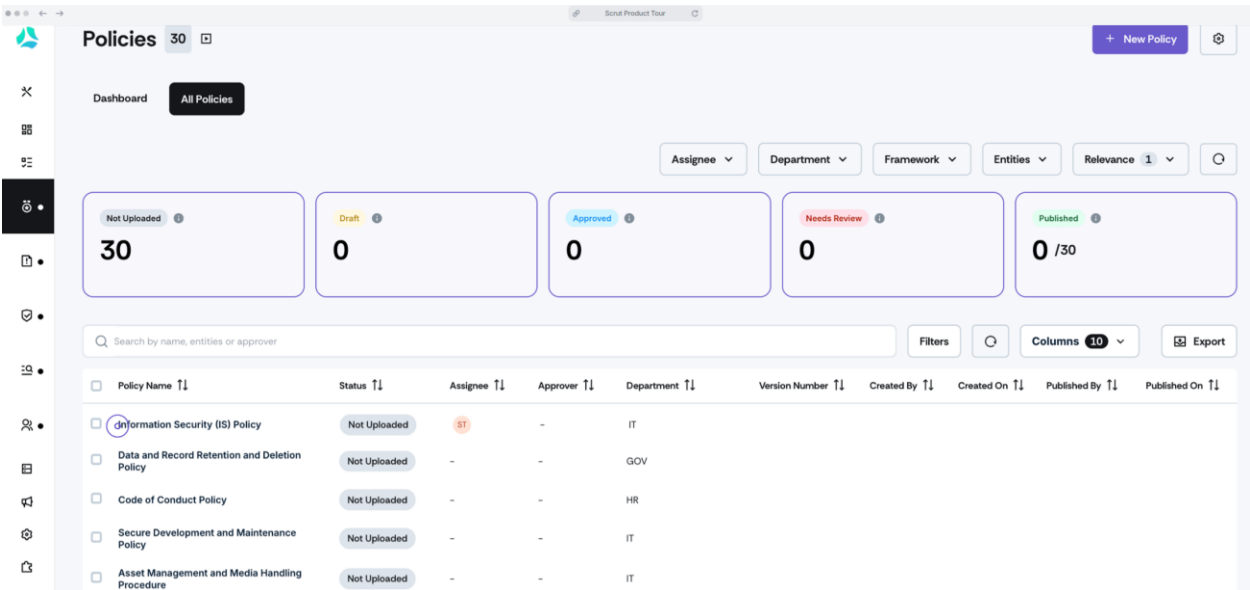 Scrut Product Tour
Policies 30
+ New Policy
Dashboard
All Policies
Assignee
Department
Framework
Entities
Relevance 1
Not Uploaded
30
Draft
0
Approved
0
Needs Review
0
Published
0 /30
Search by name, entities or approver
Filters
Columns 10
Export
Policy Name Status Assignee Approver Department Version Number Created By Created On Published By Published On
Information Security (IS) Policy Not Uploaded ST - IT
Data and Record Retention and Deletion
Policy
Not Uploaded - - GOV
Code of Conduct Policy Not Uploaded - - HR
Secure Development and Maintenance
Policy
Not Uploaded - - IT
Asset Management and Media Handling
Procedure
Not Uploaded - - IT